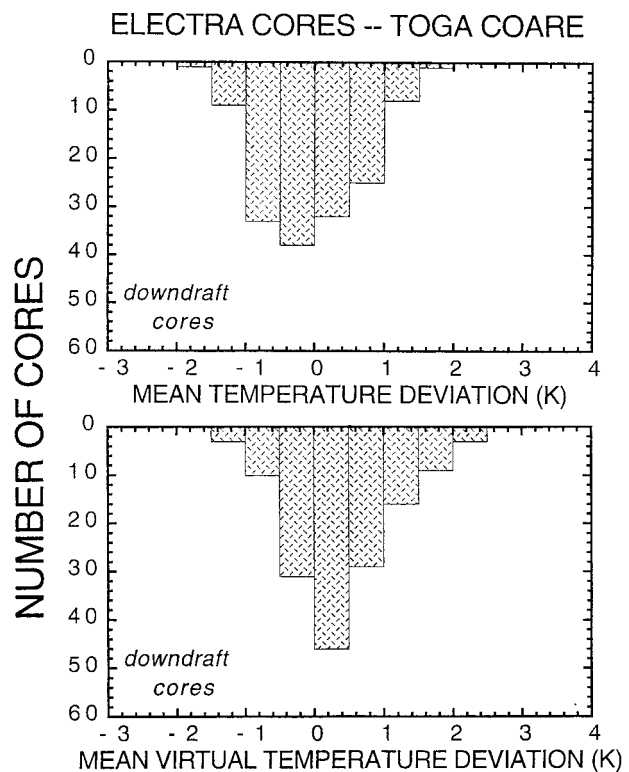 ELECTRA CORES -- TOGA COARE
NUMBER OF CORES
0
10
20
30
40
50
60
downdraft
cores
-3 -2 -1 0 1 2 3 4
MEAN TEMPERATURE DEVIATION (K)
0
10
20
30
40
50
60
downdraft
cores
-3 -2 -1 0 1 2 3 4
MEAN VIRTUAL TEMPERATURE DEVIATION (K)